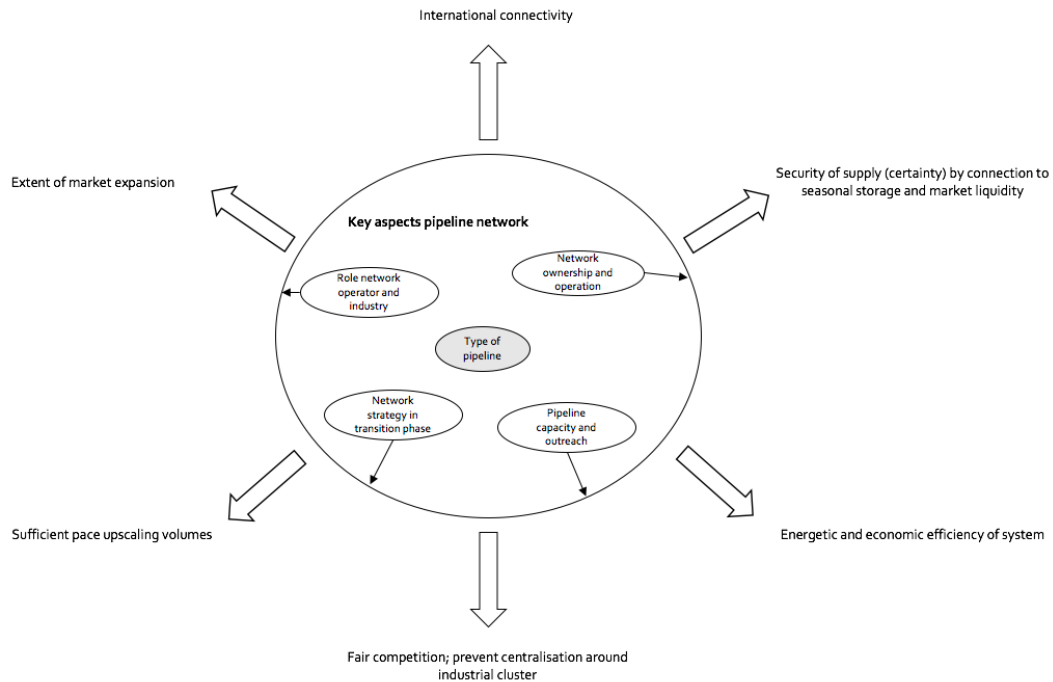 International connectivity
Extent of market expansion
Security of supply (certainty) by connection to
seasonal storage and market liquidity
Key aspects pipeline network
Network
ownership and
operation
Role network
operator and
industry
Type of
pipeline
Network
strategy in
transition phase
Pipeline
capacity and
outreach
Sufficient pace upscaling volumes
Energetic and economic efficiency of system
Fair competition; prevent centralisation around
industrial cluster